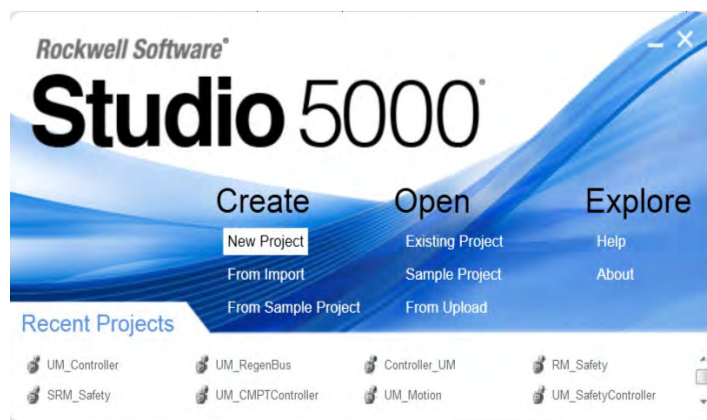 Rockwell Software®
Studio 5000®
Create Open Explore
New Project Existing Project Help
From Import Sample Project About
From Sample Project From Upload
Recent Projects
UM_Controller UM_RegenBus Controller_UM RM_Safety
SRM_Safety UM_CMPTController UM_Motion UM_SafetyController